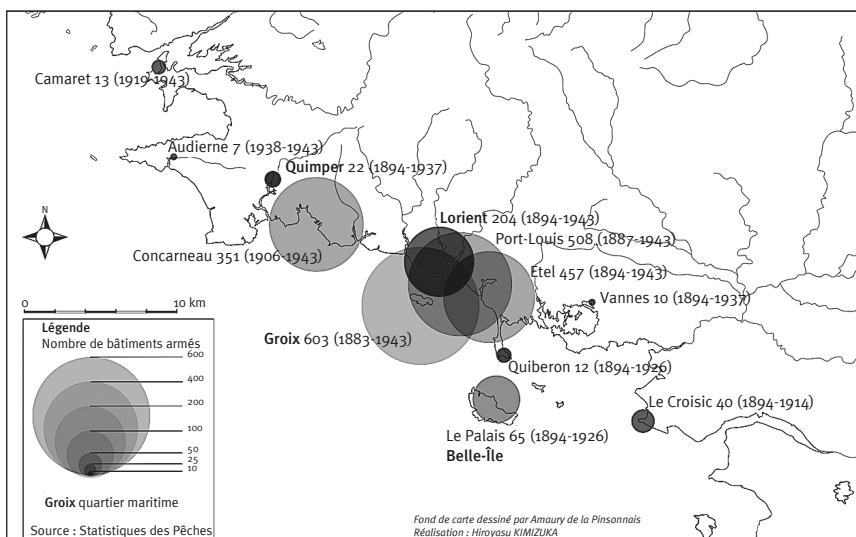 Camaret 13 (1919-1943)
Audierne 7 (1938-1943)
Quimper 22 (1894-1937)
Lorient 204 (1894-1943)
Port-Louis 508 (1887-1943)
Concarneau 351 (1906-1943)
Etel 457 (1894-1943)
Vannes 10 (1894-1937)
Groix 603 (1883-1943)
Quiberon 12 (1894-1926)
Le Croisic 40 (1894-1914)
Le Palais 65 (1894-1926)
Belle-Île
N
0 10 km
Légende
Nombre de bâtiments armés
600
400
200
100
50
25
10
Groix quartier maritime
Source : Statistiques des Pêches
Fond de carte dessiné par Amaury de la Pinsonnais
Réalisation : Hiroyasu KIMIZUKA